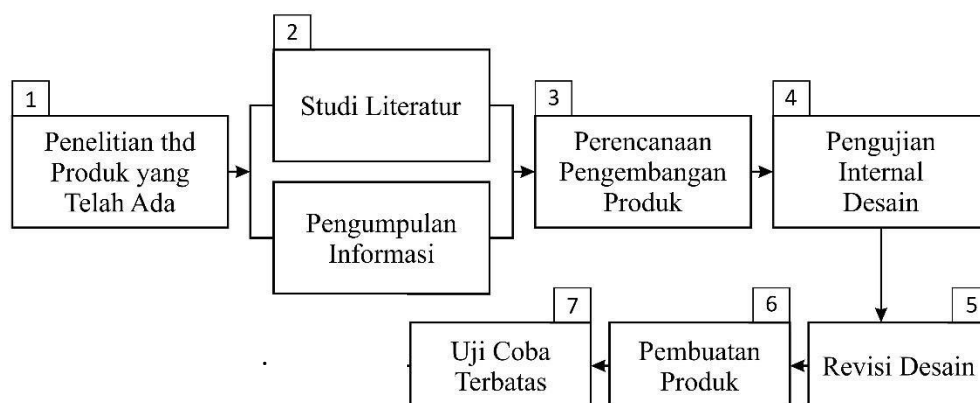 1
Penelitian thd
Produk yang
Telah Ada
2
Studi Literatur
Pengumpulan
Informasi
3
Perencanaan
Pengembangan
Produk
4
Pengujian
Internal
Desain
5
Revisi Desain
6
Pembuatan
Produk
7
Uji Coba
Terbatas